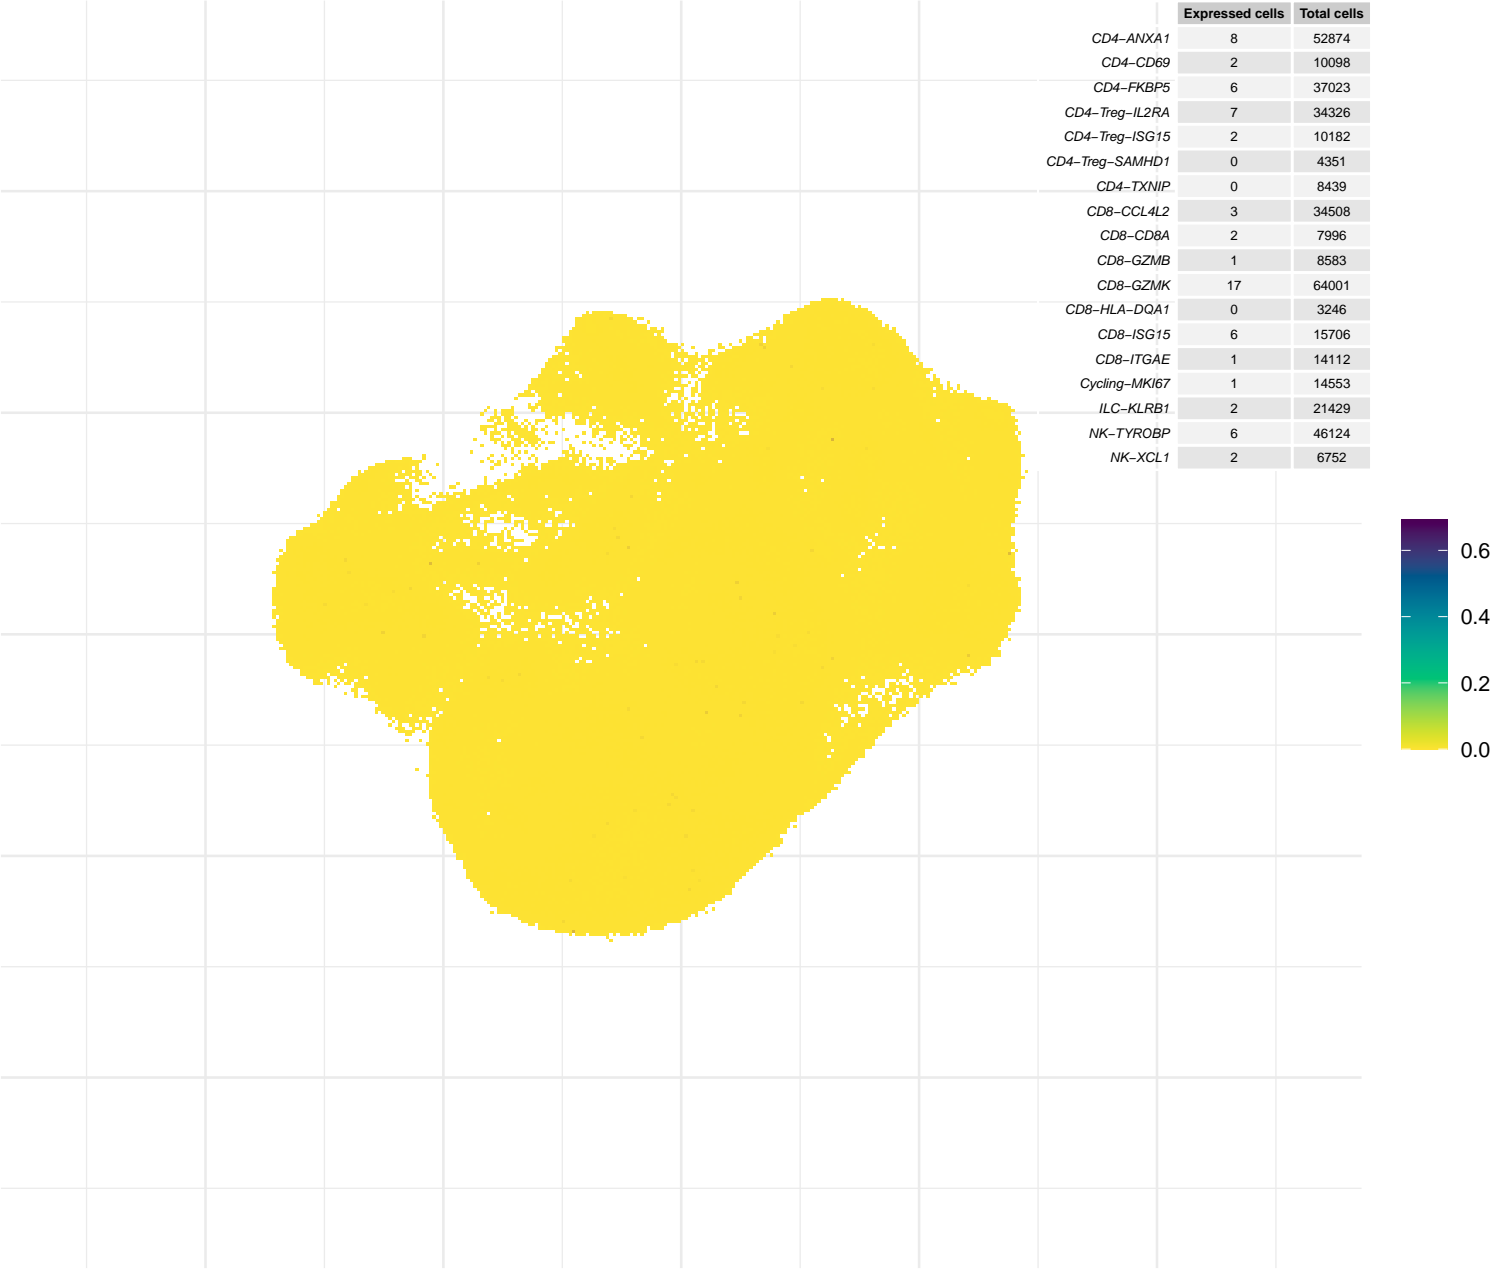 Expressed cells Total cells
CD4−ANXA1 8 52874
CD4−CD69 2 10098
CD4−FKBP5 6 37023
CD4−Treg−IL2RA 7 34326
CD4−Treg−ISG15 2 10182
CD4−Treg−SAMHD1 0 4351
CD4−TXNIP 0 8439
CD8−CCL4L2 3 34508
CD8−CD8A 2 7996
CD8−GZMB 1 8583
CD8−GZMK 17 64001
CD8−HLA−DQA1 0 3246
CD8−ISG15 6 15706
CD8−ITGAE 1 14112
Cycling−MKI67 1 14553
ILC−KLRB1 2 21429
NK−TYROBP 6 46124
NK−XCL1 2 6752
0.6
0.4
0.2
0.0